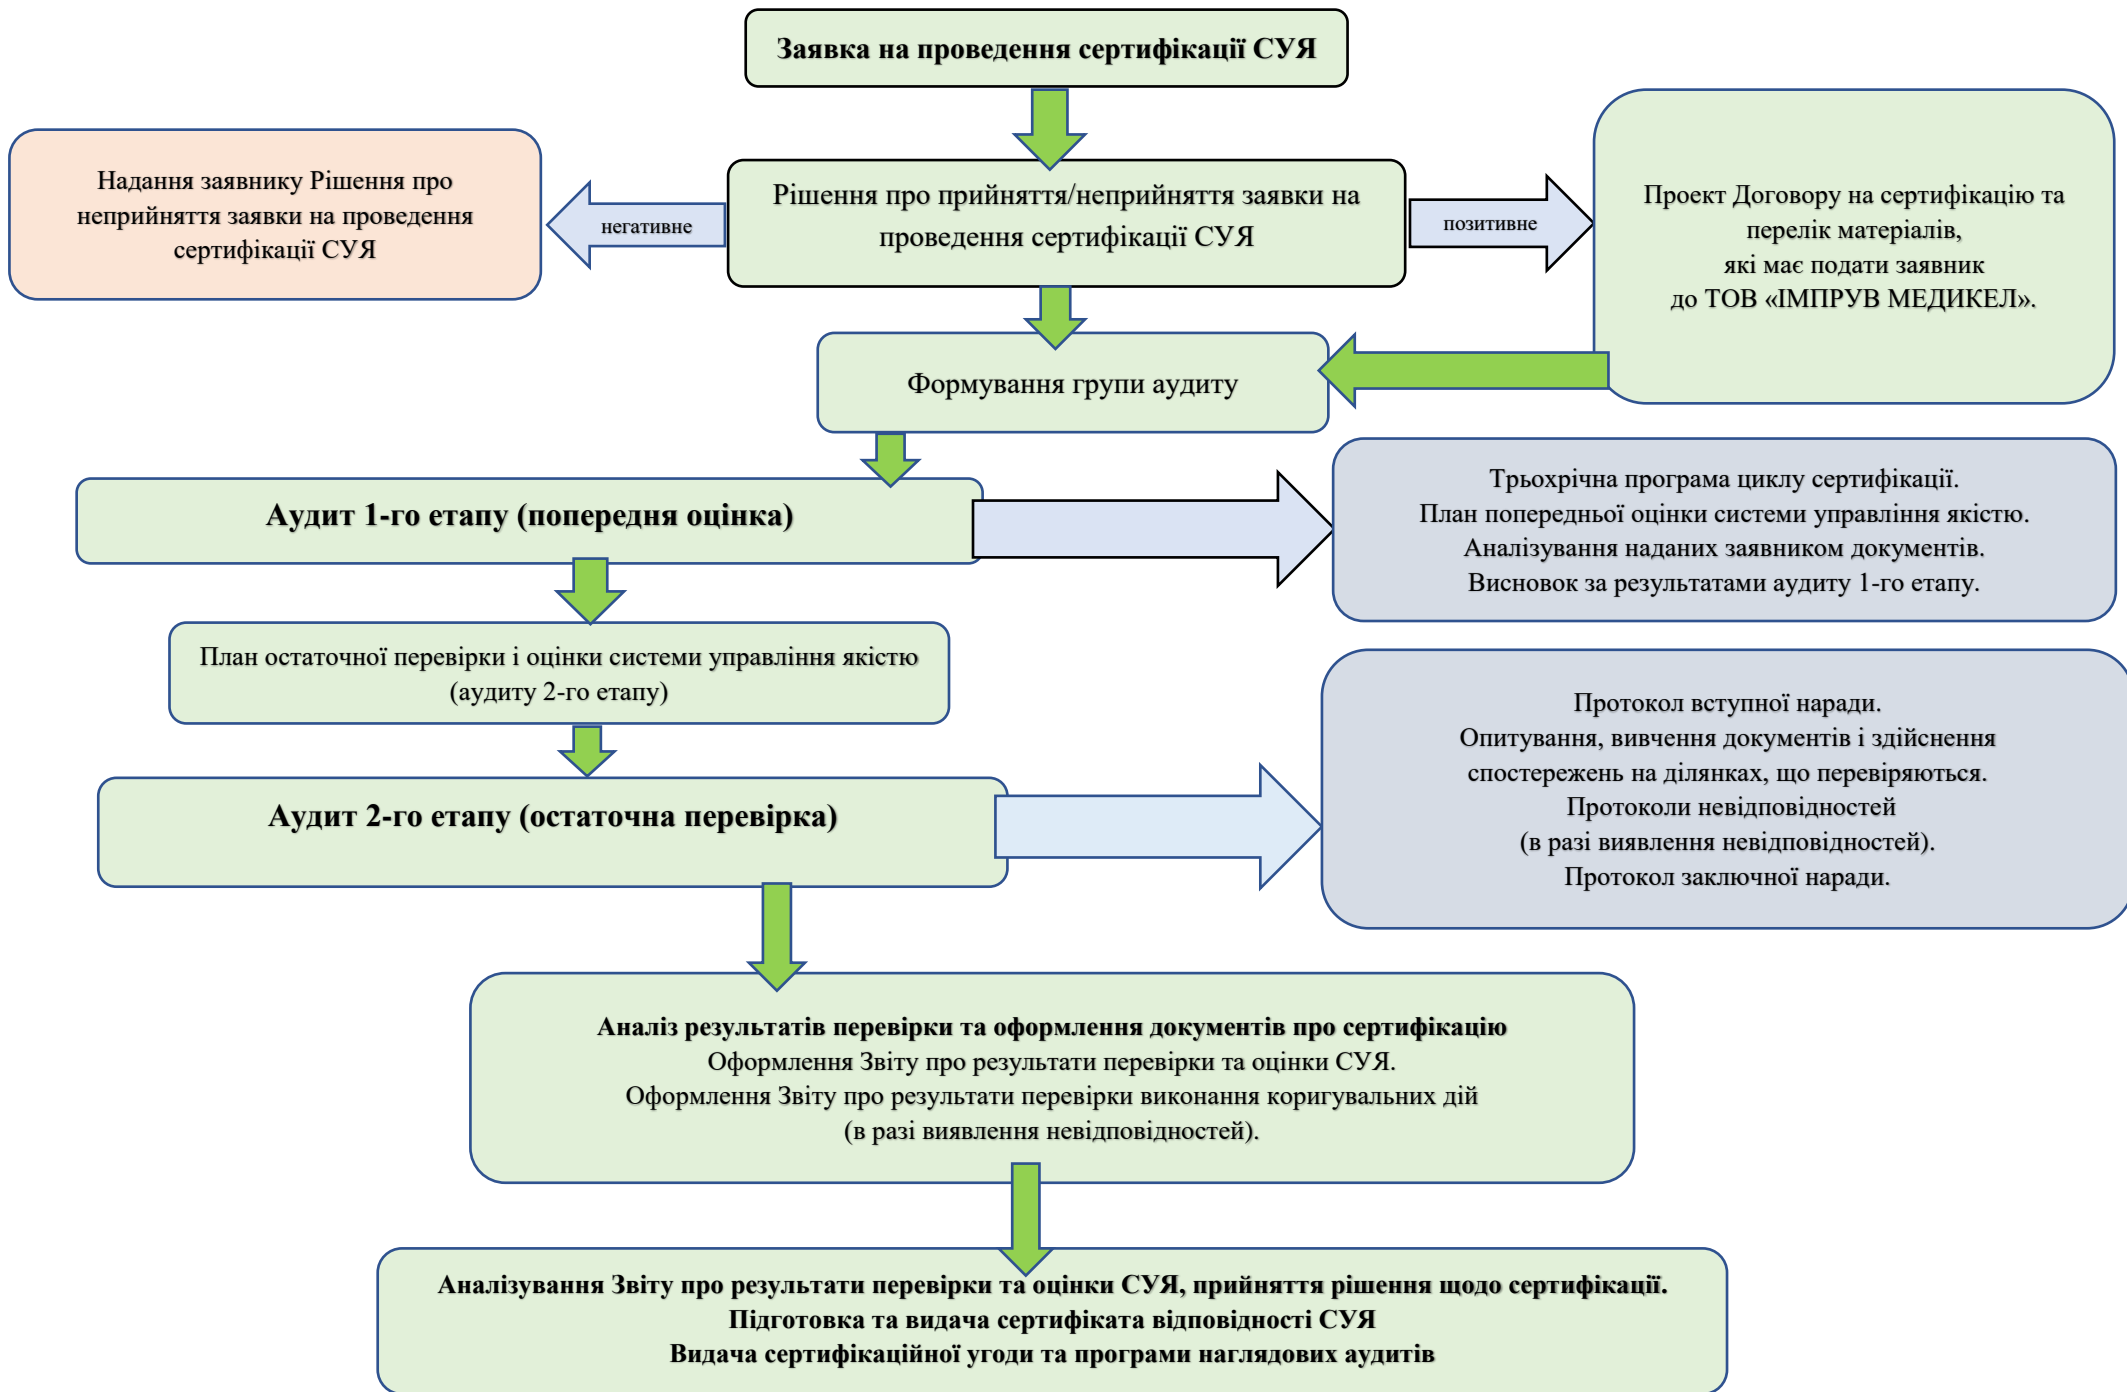 Заявка на проведення сертифікації СУЯ
Надання заявнику Рішення про
неприйняття заявки на проведення
сертифікації СУЯ
негативне
Рішення про прийняття/неприйняття заявки на
проведення сертифікації СУЯ
позитивне
Проект Договору на сертифікацію та
перелік матеріалів,
які має подати заявник
до ТОВ «ІМПРУВ МЕДИКЕЛ».
Формування групи аудиту
Аудит 1-го етапу (попередня оцінка)
Трьохрічна програма циклу сертифікації.
План попередньої оцінки системи управління якістю.
Аналізування наданих заявником документів.
Висновок за результатами аудиту 1-го етапу.
План остаточної перевірки і оцінки системи управління якістю
(аудиту 2-го етапу)
Аудит 2-го етапу (остаточна перевірка)
Протокол вступної наради.
Опитування, вивчення документів і здійснення
спостережень на ділянках, що перевіряються.
Протоколи невідповідностей
(в разі виявлення невідповідностей).
Протокол заключної наради.
Аналіз результатів перевірки та оформлення документів про сертифікацію
Оформлення Звіту про результати перевірки та оцінки СУЯ.
Оформлення Звіту про результати перевірки виконання коригувальних дій
(в разі виявлення невідповідностей).
Аналізування Звіту про результати перевірки та оцінки СУЯ, прийняття рішення щодо сертифікації.
Підготовка та видача сертифіката відповідності СУЯ
Видача сертифікаційної угоди та програми наглядових аудитів